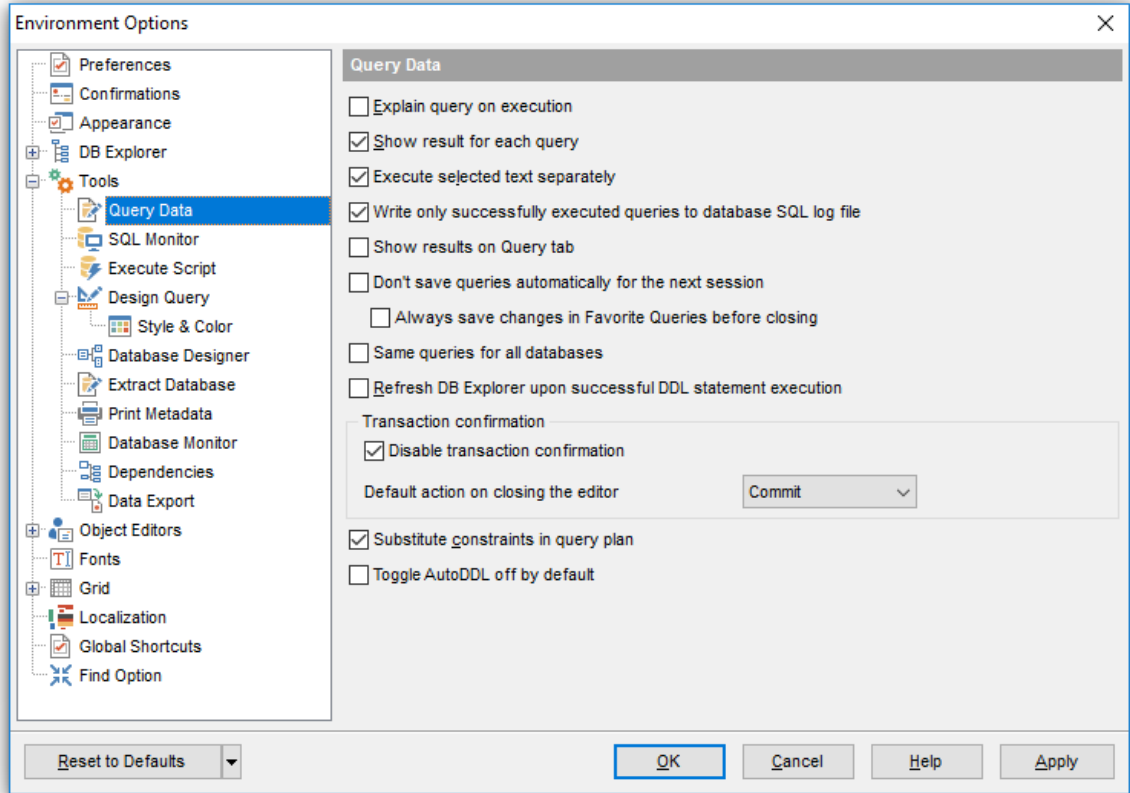 Environment Options
Preferences
Confirmations
Appearance
DB Explorer
Tools
Query Data
SQL Monitor
Execute Script
Design Query
Style & Color
Database Designer
Extract Database
Print Metadata
Database Monitor
Dependencies
Data Export
Object Editors
Fonts
Grid
Localization
Global Shortcuts
Find Option
Query Data
Explain query on execution
Show result for each query
Execute selected text separately
Write only successfully executed queries to database SQL log file
Show results on Query tab
Don't save queries automatically for the next session
Always save changes in Favorite Queries before closing
Same queries for all databases
Refresh DB Explorer upon successful DDL statement execution
Transaction confirmation
Disable transaction confirmation
Default action on closing the editor Commit
Substitute constraints in query plan
Toggle AutoDDL off by default
Reset to Defaults OK Cancel Help Apply